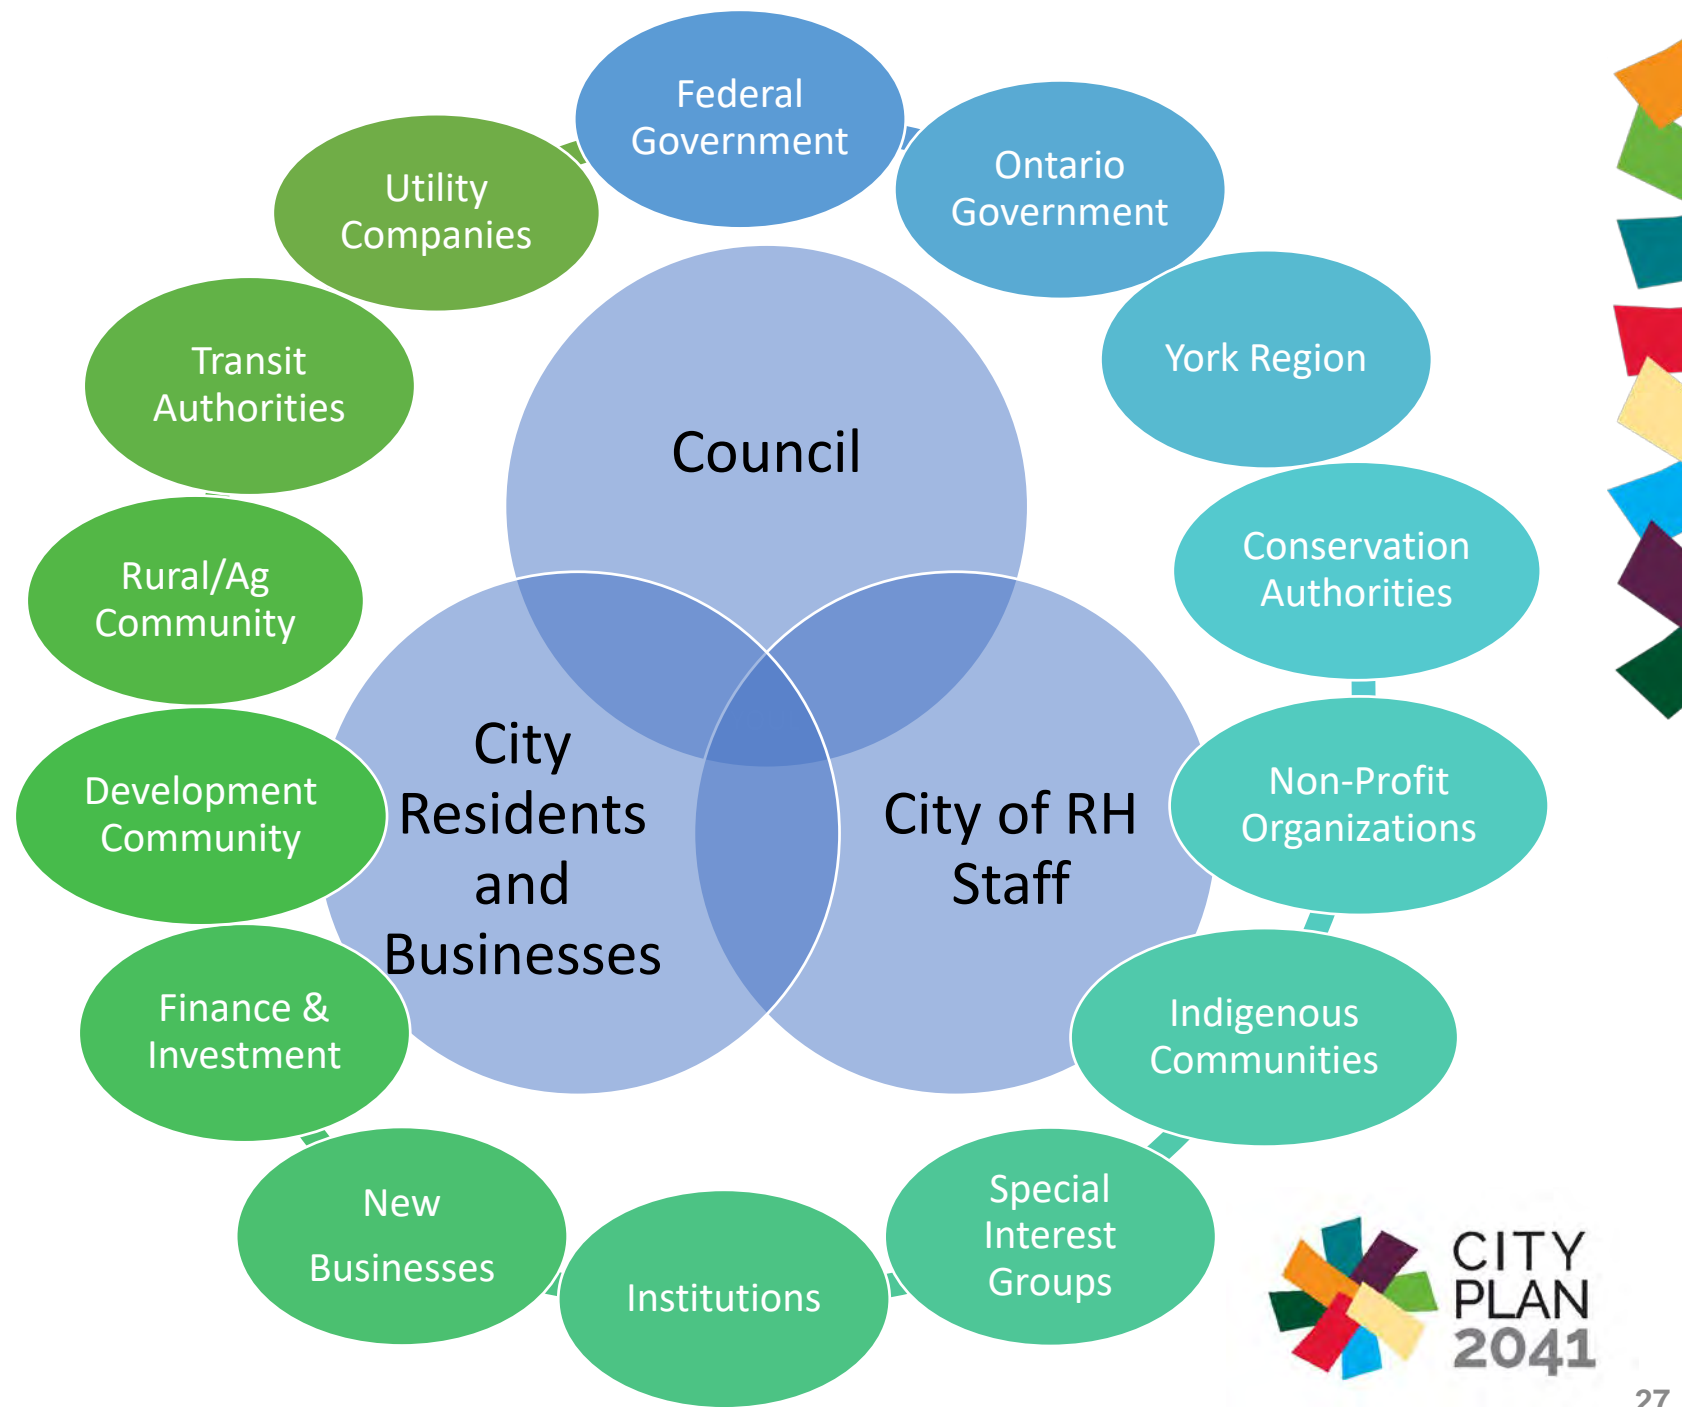 Federal
Government
Ontario
Government
York Region
Conservation
Authorities
Non-Profit
Organizations
Indigenous
Communities
Special
Interest
Groups
Institutions
New
Businesses
Finance &
Investment
Development
Community
Rural/Ag
Community
Transit
Authorities
Utility
Companies
Council
City
Residents
and
Businesses
City of RH
Staff
CITY
PLAN
2041
27